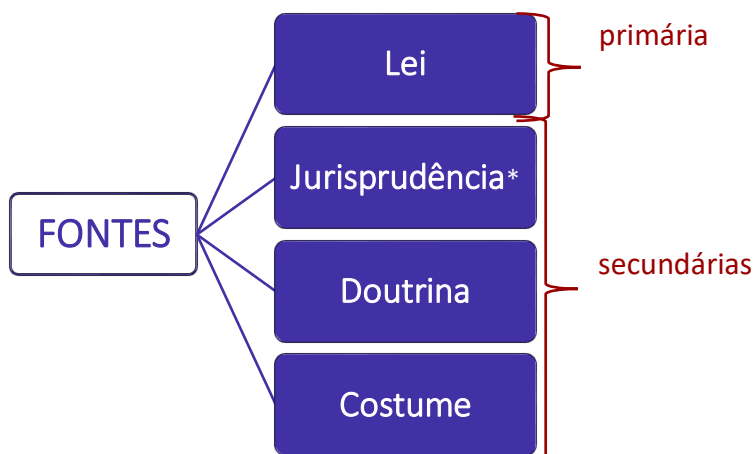 primária
Lei
Jurisprudência*
FONTES
secundárias
Doutrina
Costume